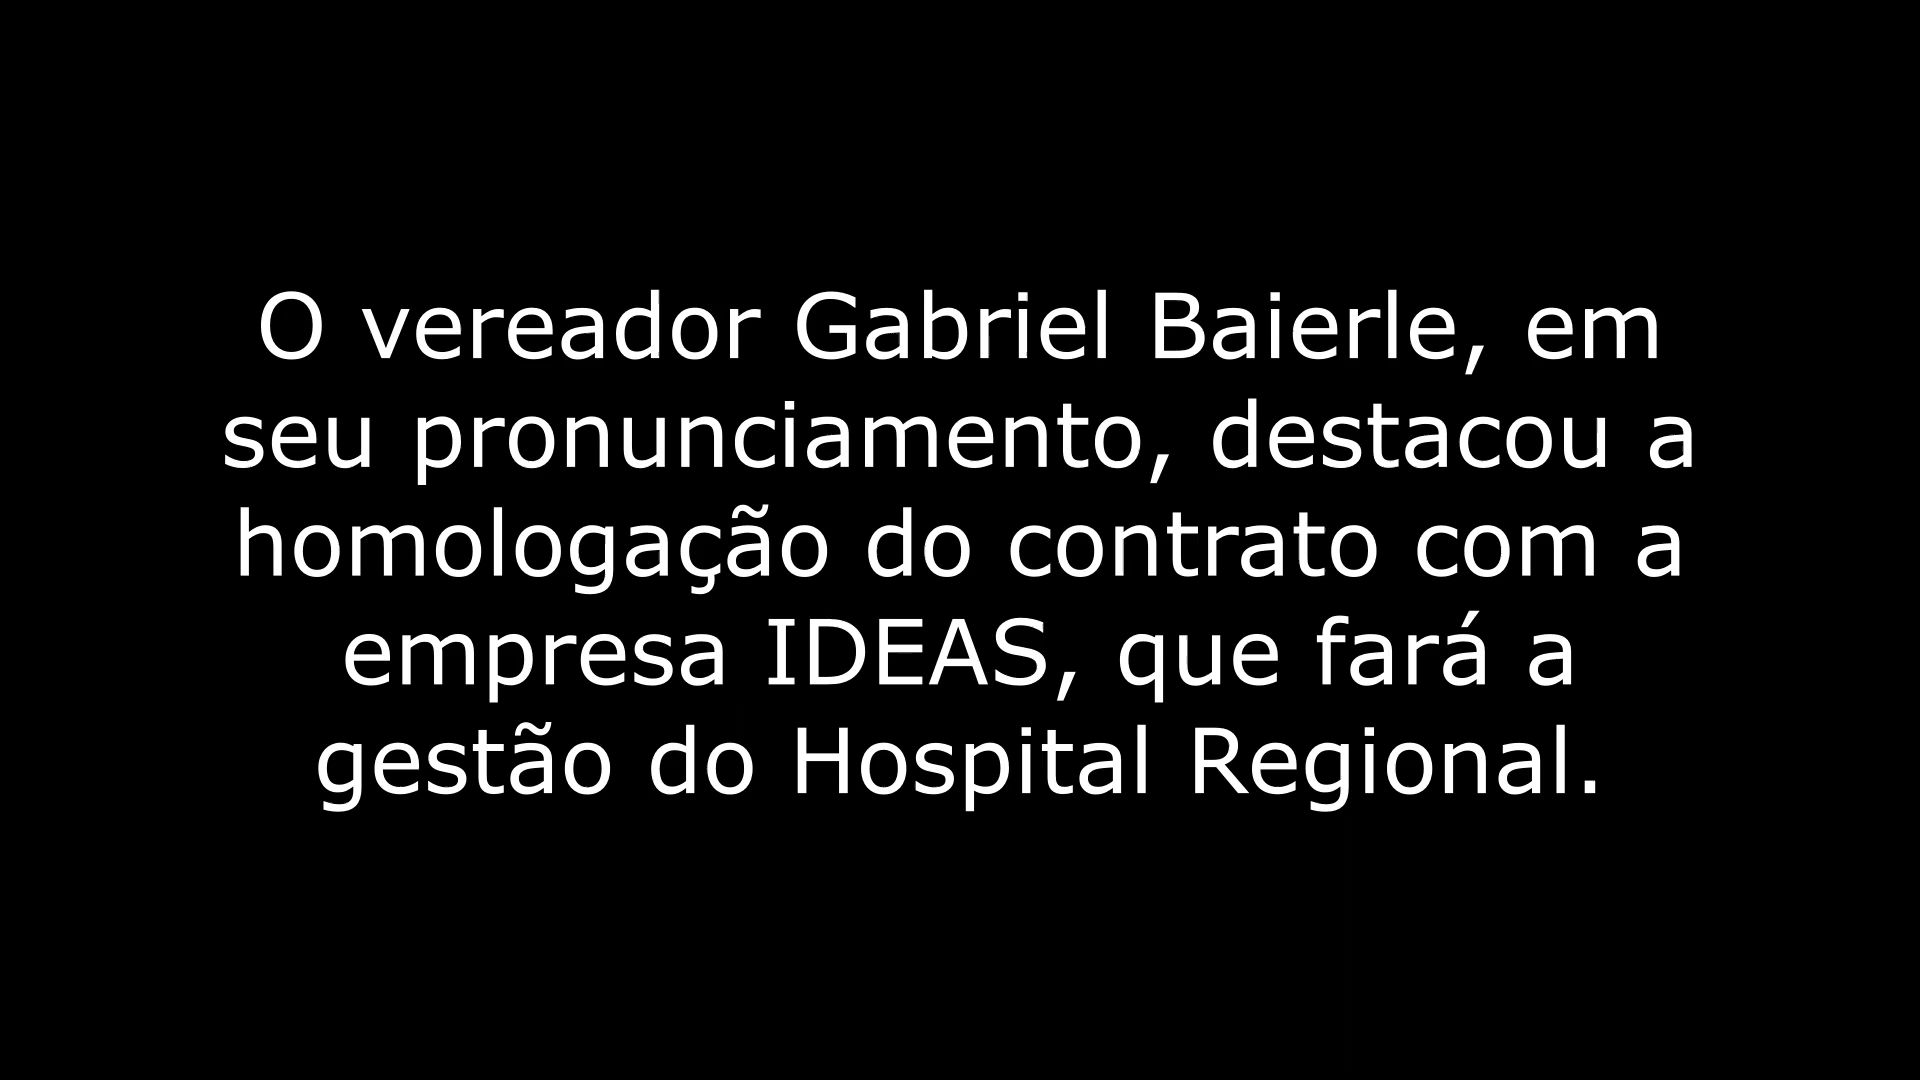 O vereador Gabriel Baierle, em
seu pronunciamento, destacou a
homologação do contrato com a
empresa IDEAS, que fará a
gestão do Hospital Regional.